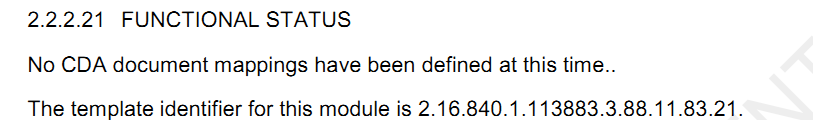 2.2.2.21 FUNCTIONAL STATUS
No CDA document mappings have been defined at this time..
The template identifier for this module is 2.16.840.1.113883.3.88.11.83.21.